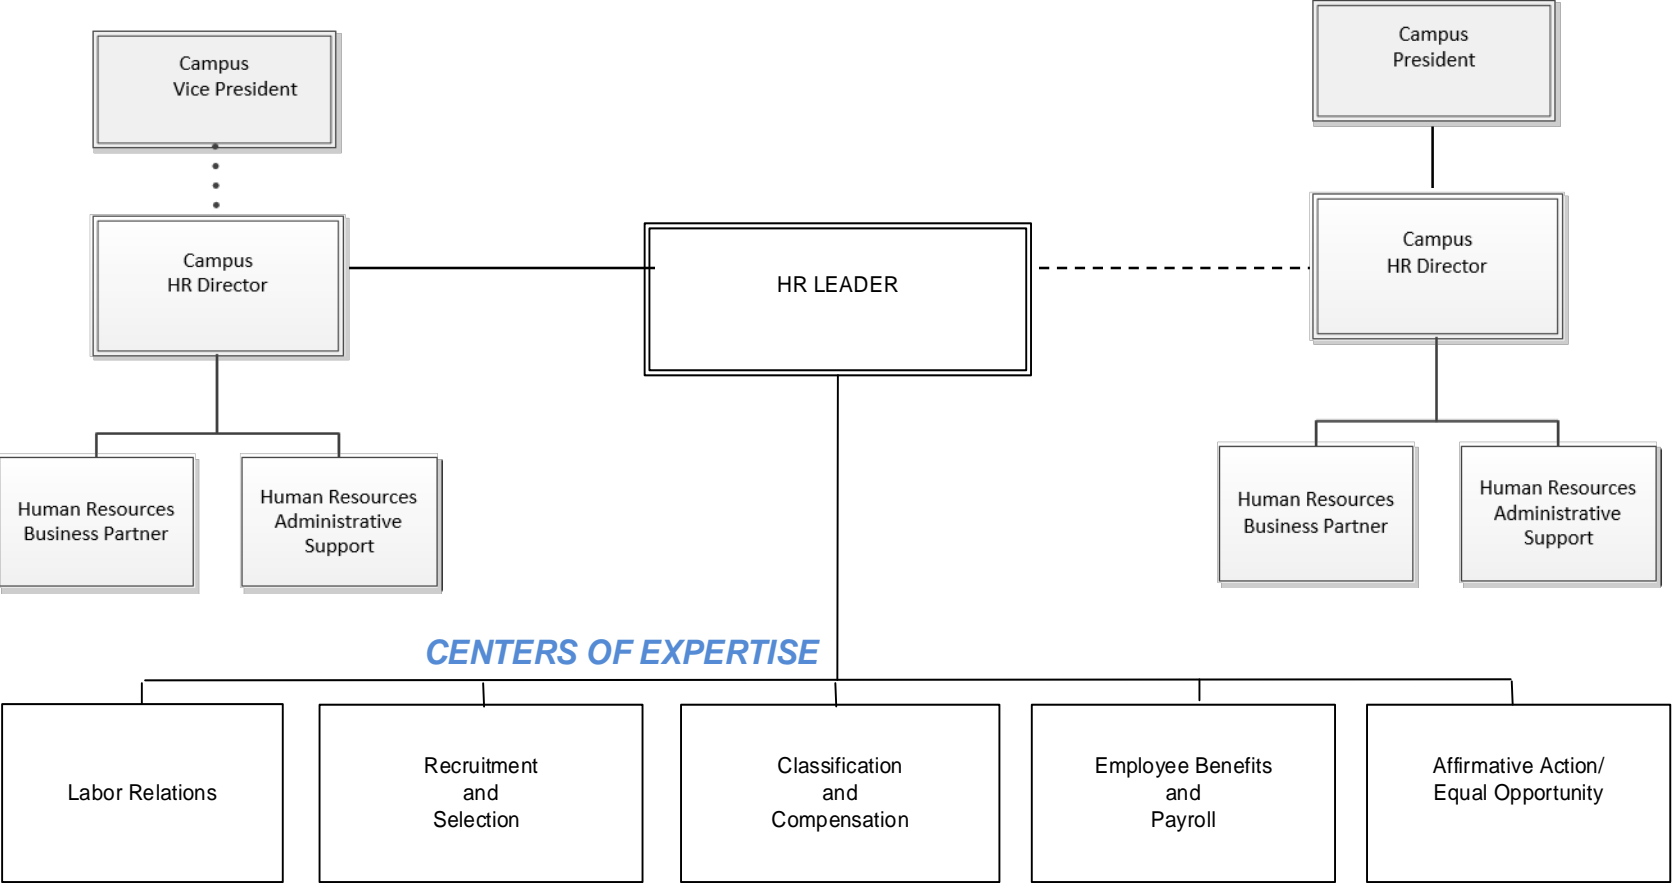 Campus
Vice President
Campus
President
Campus
HR Director
HR LEADER
Campus
HR Director
Human Resources
Business Partner
Human Resources
Administrative
Support
Human Resources
Business Partner
Human Resources
Administrative
Support
CENTERS OF EXPERTISE
Labor Relations
Recruitment
and
Selection
Classification
and
Compensation
Employee Benefits
and
Payroll
Affirmative Action/
Equal Opportunity